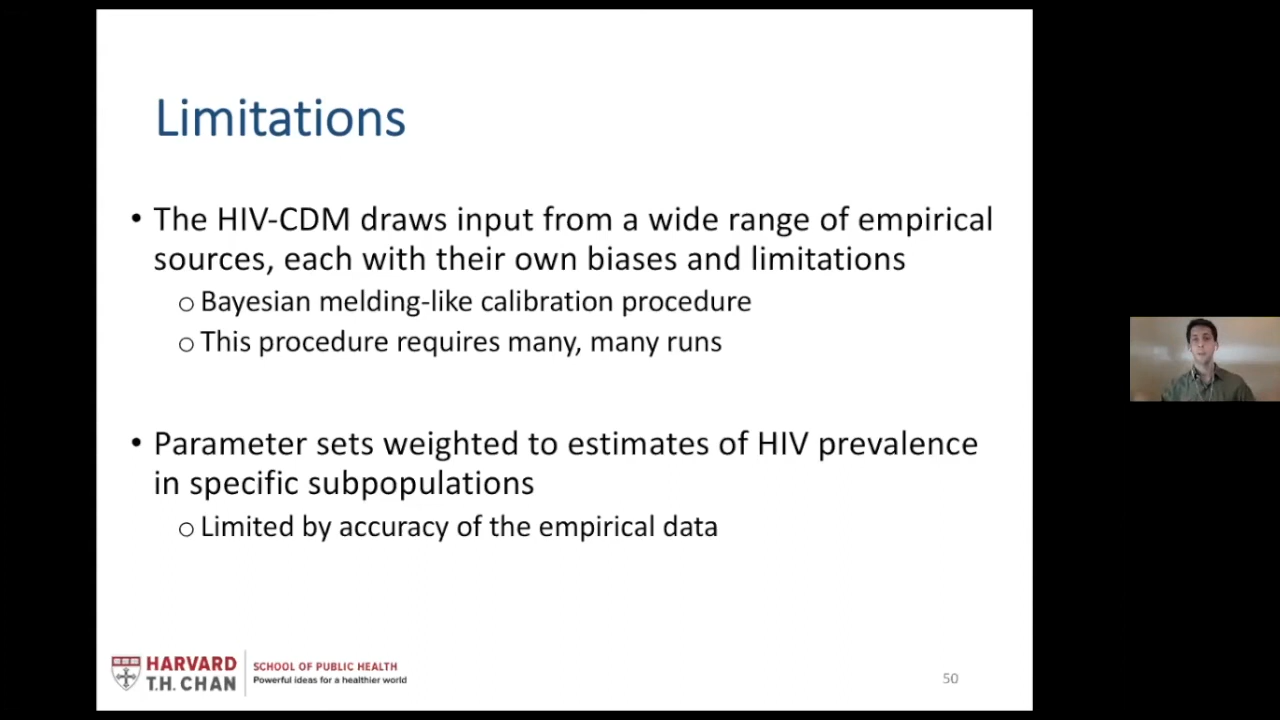 Limitations
• The HIV-CDM draws input from a wide range of empirical
sources, each with their own biases and limitations
o Bayesian melding-like calibration procedure
o This procedure requires many, many runs
• Parameter sets weighted to estimates of HIV prevalence
in specific subpopulations
o Limited by accuracy of the empirical data
HARVARD
T.H. CHAN
SCHOOL OF PUBLIC HEALTH
Powerful ideas for a healthier world
50